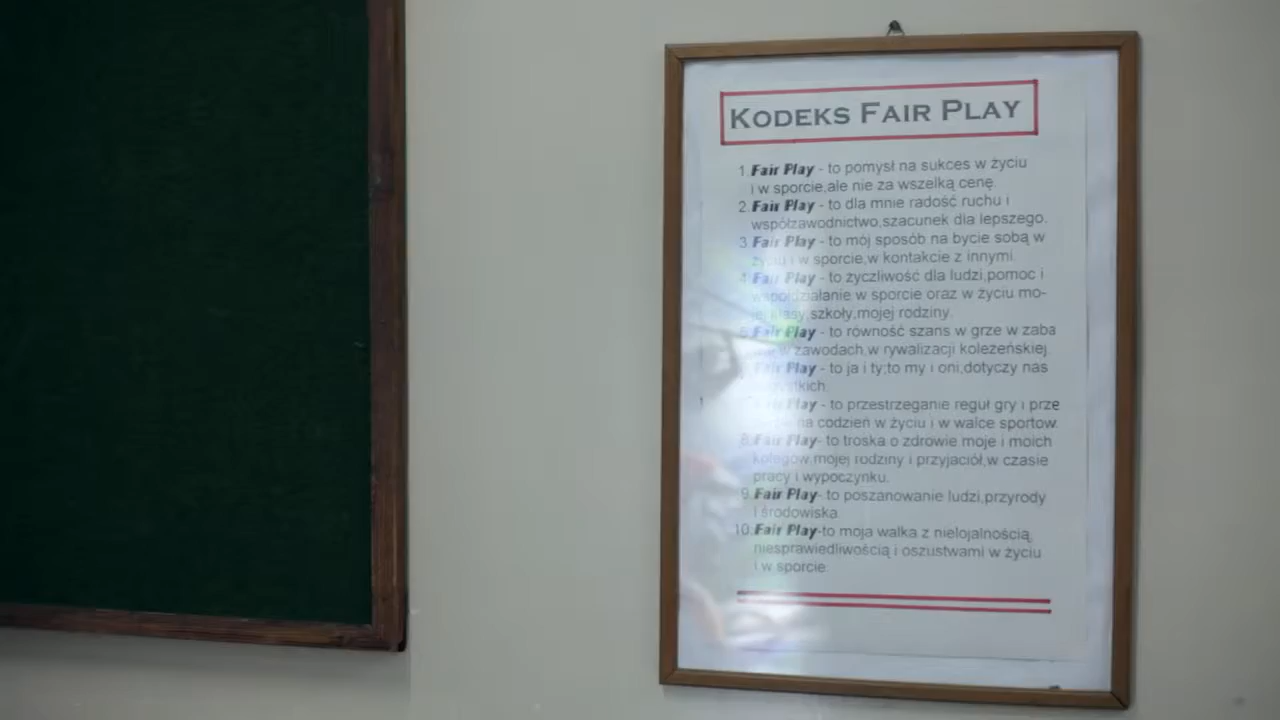 KODEKS FAIR PLAY
1.Fair Play - to pomysł na sukces w życiu
i w sporcie,ale nie za wszelką cenę.
2.Fair Play - to dla mnie radość ruchu i
współzawodnictwo,szacunek dla lepszego.
3.Fair Play - to mój sposób na bycie sobą w
życiu i w sporcie,w kontakcie z innymi.
4.Fair Play - to życzliwość dla ludzi,pomoc i
współdziałanie w sporcie oraz w życiu mo-
jej klasy,szkoły,mojej rodziny.
5.Fair Play - to równość szans w grze w zaba
w zawodach,w rywalizacji koleżeńskiej.
Fair Play - to ja i ty;to my i oni;dotyczy nas
Fair Play - to przestrzeganie reguł gry i prze
na codzień w życiu i w walce sportow.
8.Fair Play- to troska o zdrowie moje i moich
kolegów,mojej rodziny i przyjaciół,w czasie
pracy i wypoczynku.
9.Fair Play- to poszanowanie ludzi,przyrody
i środowiska
10.Fair Play-to moja walka z nielojalnością,
niesprawiedliwością i oszustwami w życiu
i w sporcie.